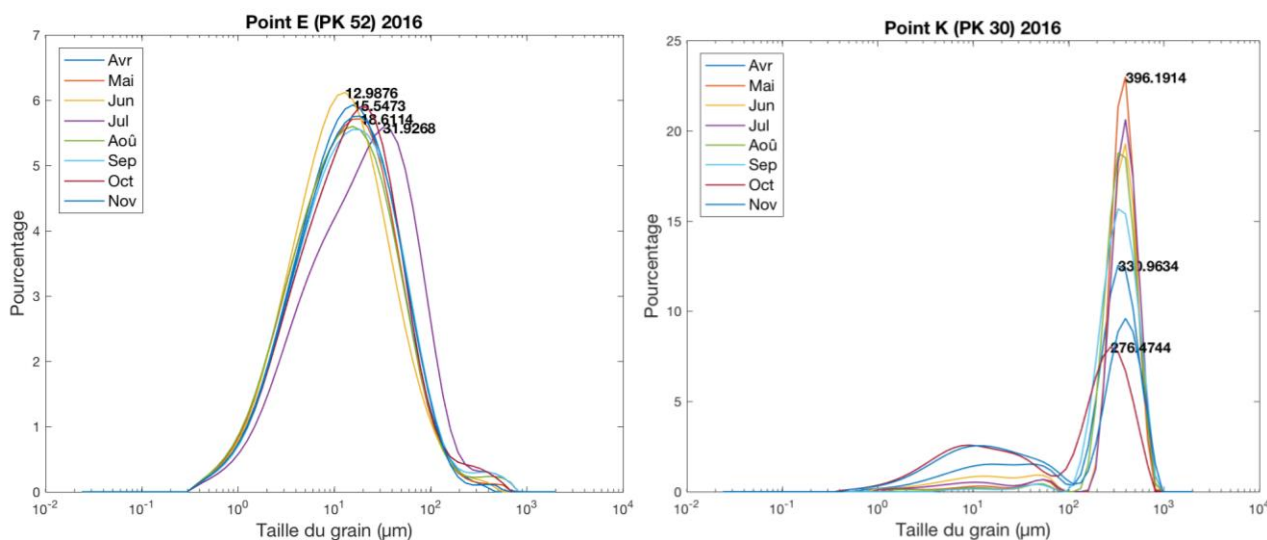 Point E (PK 52) 2016
7
6
5
4
3
2
1
0
Pourcentage
Avr
Mai
Jun
Jul
Aoû
Sep
Oct
Nov
12.9876
15.5473
18.6114
31.9268
10^-2
10^-1
10^0
10^1
10^2
10^3
10^4
Taille du grain (µm)
Point K (PK 30) 2016
25
20
15
10
5
0
Pourcentage
Avr
Mai
Jun
Jul
Aoû
Sep
Oct
Nov
396.1914
330.9634
276.4744
10^-2
10^-1
10^0
10^1
10^2
10^3
10^4
Taille du grain (µm)